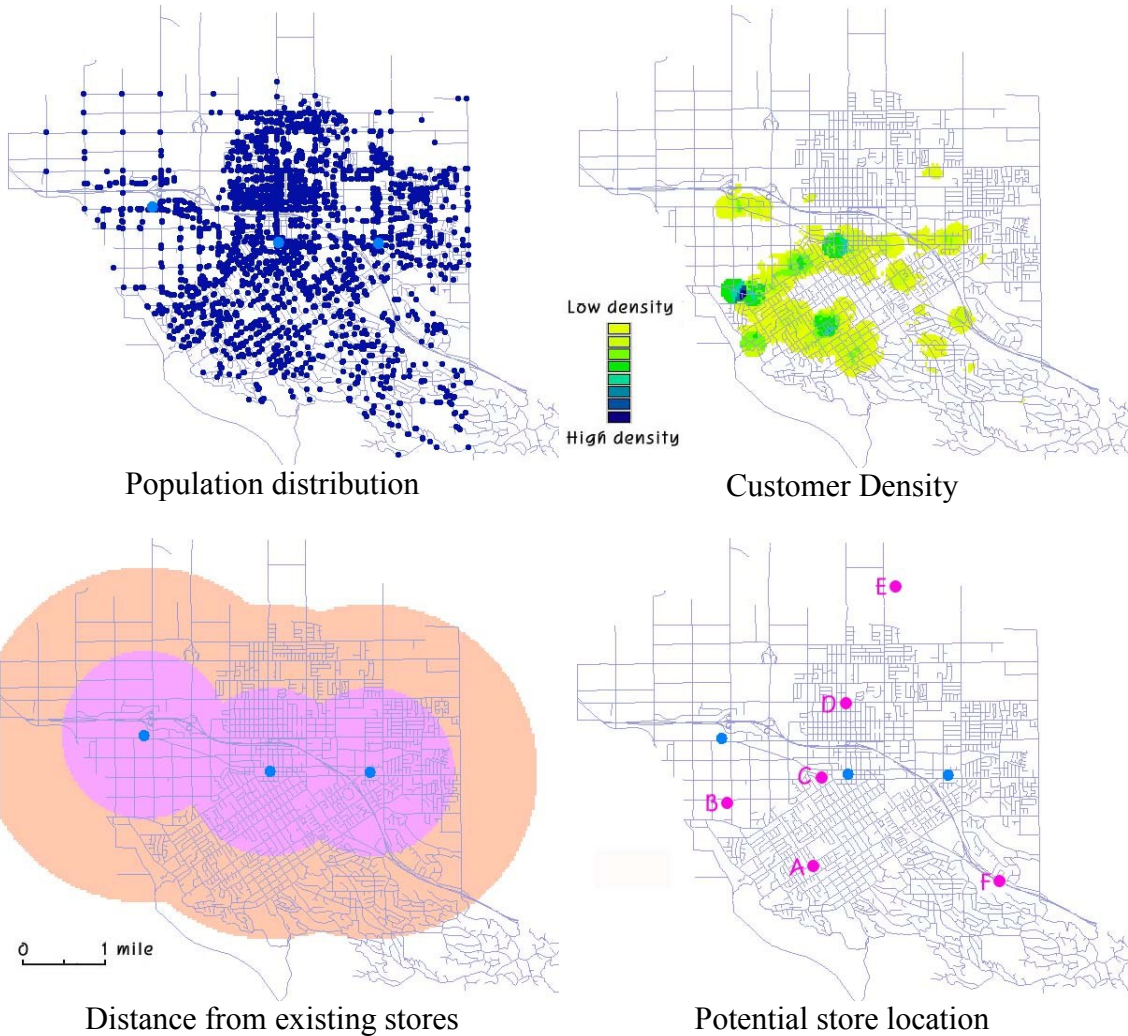 Low density
High density
Population distribution
Customer Density
0 1 mile
E
D
C
B
A
F
Distance from existing stores
Potential store location